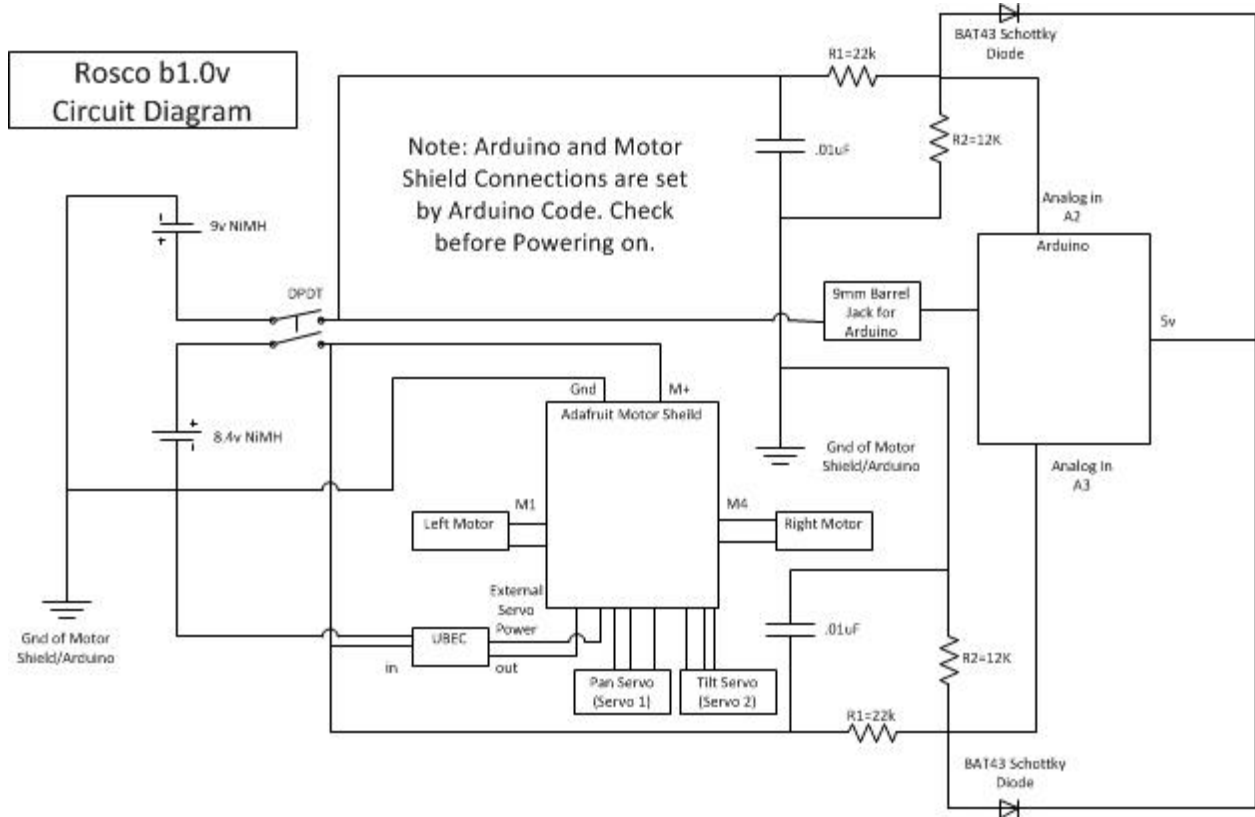 Rosco b1.0v
Circuit Diagram
BAT43 Schottky
Diode
R1=22k
R2=12K
.01uF
Note: Arduino and Motor
Shield Connections are set
by Arduino Code. Check
before Powering on.
Analog in
A2
Arduino
-
9v NiMH
+
DPDT
9mm Barrel
Jack for
Arduino
5v
Gnd
M+
Adafruit Motor Sheild
+
8.4v NiMH
-
Gnd of Motor
Shield/Arduino
Analog In
A3
M1
M4
Left Motor
Right Motor
External
Servo
Power
Gnd of Motor
Shield/Arduino
UBEC
in
out
.01uF
R2=12K
Pan Servo
(Servo 1)
Tilt Servo
(Servo 2)
R1=22k
BAT43 Schottky
Diode